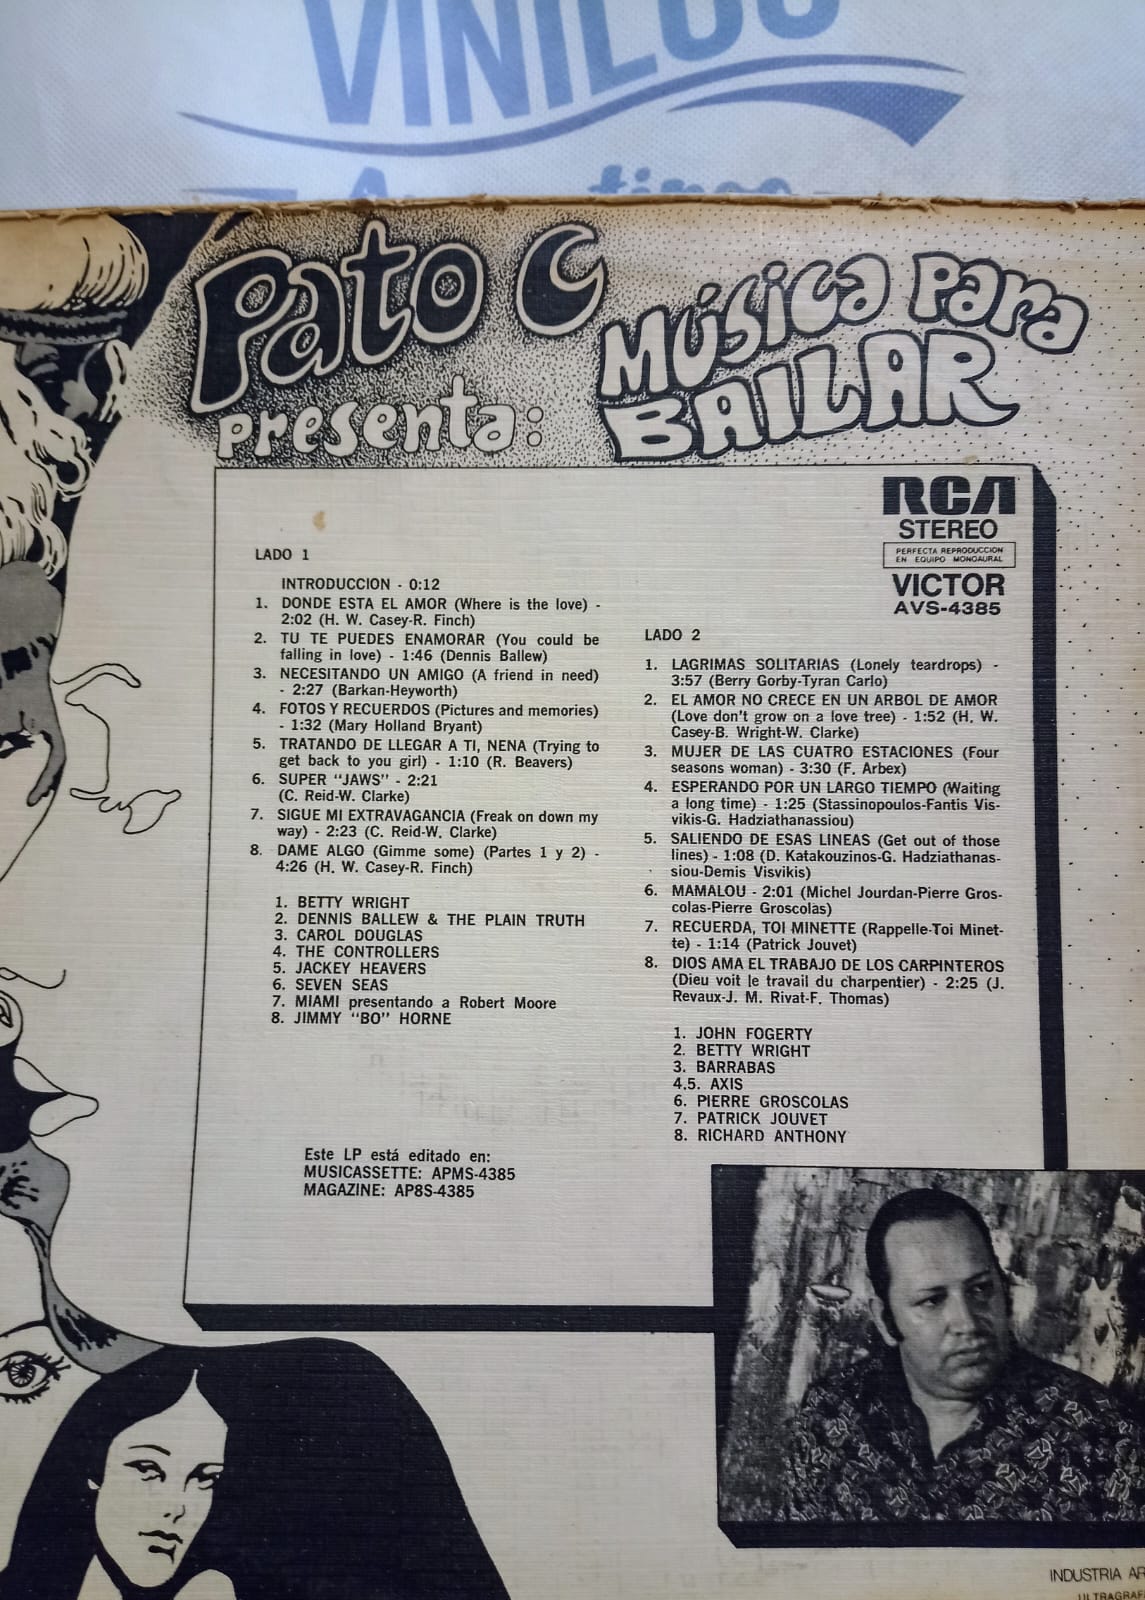 VINILOS
Pato C
presenta:
Música Para
BAILAR
RCA
STEREO
PERFECTA REPRODUCCION
EN EQUIPO MONOAURAL
VICTOR
AVS-4385
LADO 1
INTRODUCCION - 0:12
1. DONDE ESTA EL AMOR (Where is the love) -
2:02 (H. W. Casey-R. Finch)
2. TU TE PUEDES ENAMORAR (You could be
falling in love) - 1:46 (Dennis Ballew)
3. NECESITANDO UN AMIGO (A friend in need)
- 2:27 (Barkan-Heyworth)
4. FOTOS Y RECUERDOS (Pictures and memories)
- 1:32 (Mary Holland Bryant)
5. TRATANDO DE LLEGAR A TI, NENA (Trying to
get back to you girl) - 1:10 (R. Beavers)
6. SUPER "JAWS" - 2:21
(C. Reid-W. Clarke)
7. SIGUE MI EXTRAVAGANCIA (Freak on down my
way) - 2:23 (C. Reid-W. Clarke)
8. DAME ALGO (Gimme some) (Partes 1 y 2) -
4:26 (H. W. Casey-R. Finch)
1. BETTY WRIGHT
2. DENNIS BALLEW & THE PLAIN TRUTH
3. CAROL DOUGLAS
4. THE CONTROLLERS
5. JACKEY HEAVERS
6. SEVEN SEAS
7. MIAMI presentando a Robert Moore
8. JIMMY "BO" HORNE
Este LP está editado en:
MUSICASSETTE: APMS-4385
MAGAZINE: AP8S-4385
LADO 2
1. LAGRIMAS SOLITARIAS (Lonely teardrops) -
3:57 (Berry Gorby-Tyran Carlo)
2. EL AMOR NO CRECE EN UN ARBOL DE AMOR
(Love don't grow on a love tree) - 1:52 (H. W.
Casey-B. Wright-W. Clarke)
3. MUJER DE LAS CUATRO ESTACIONES (Four
seasons woman) - 3:30 (F. Arbex)
4. ESPERANDO POR UN LARGO TIEMPO (Waiting
a long time) - 1:25 (Stassinopoulos-Fantis Vis-
vikis-G. Hadziathanassiou)
5. SALIENDO DE ESAS LINEAS (Get out of those
lines) - 1:08 (D. Katakouzinos-G. Hadziathanas-
siou-Demis Visvikis)
6. MAMALOU - 2:01 (Michel Jourdan-Pierre Gros-
colas-Pierre Groscolas)
7. RECUERDA, TOI MINETTE (Rappelle-Toi Minet-
te) - 1:14 (Patrick Jouvet)
8. DIOS AMA EL TRABAJO DE LOS CARPINTEROS
(Dieu voit le travail du charpentier) - 2:25 (J.
Revaux-J. M. Rivat-F. Thomas)
1. JOHN FOGERTY
2. BETTY WRIGHT
3. BARRABAS
4.5. AXIS
6. PIERRE GROSCOLAS
7. PATRICK JOUVET
8. RICHARD ANTHONY
INDUSTRIA AR